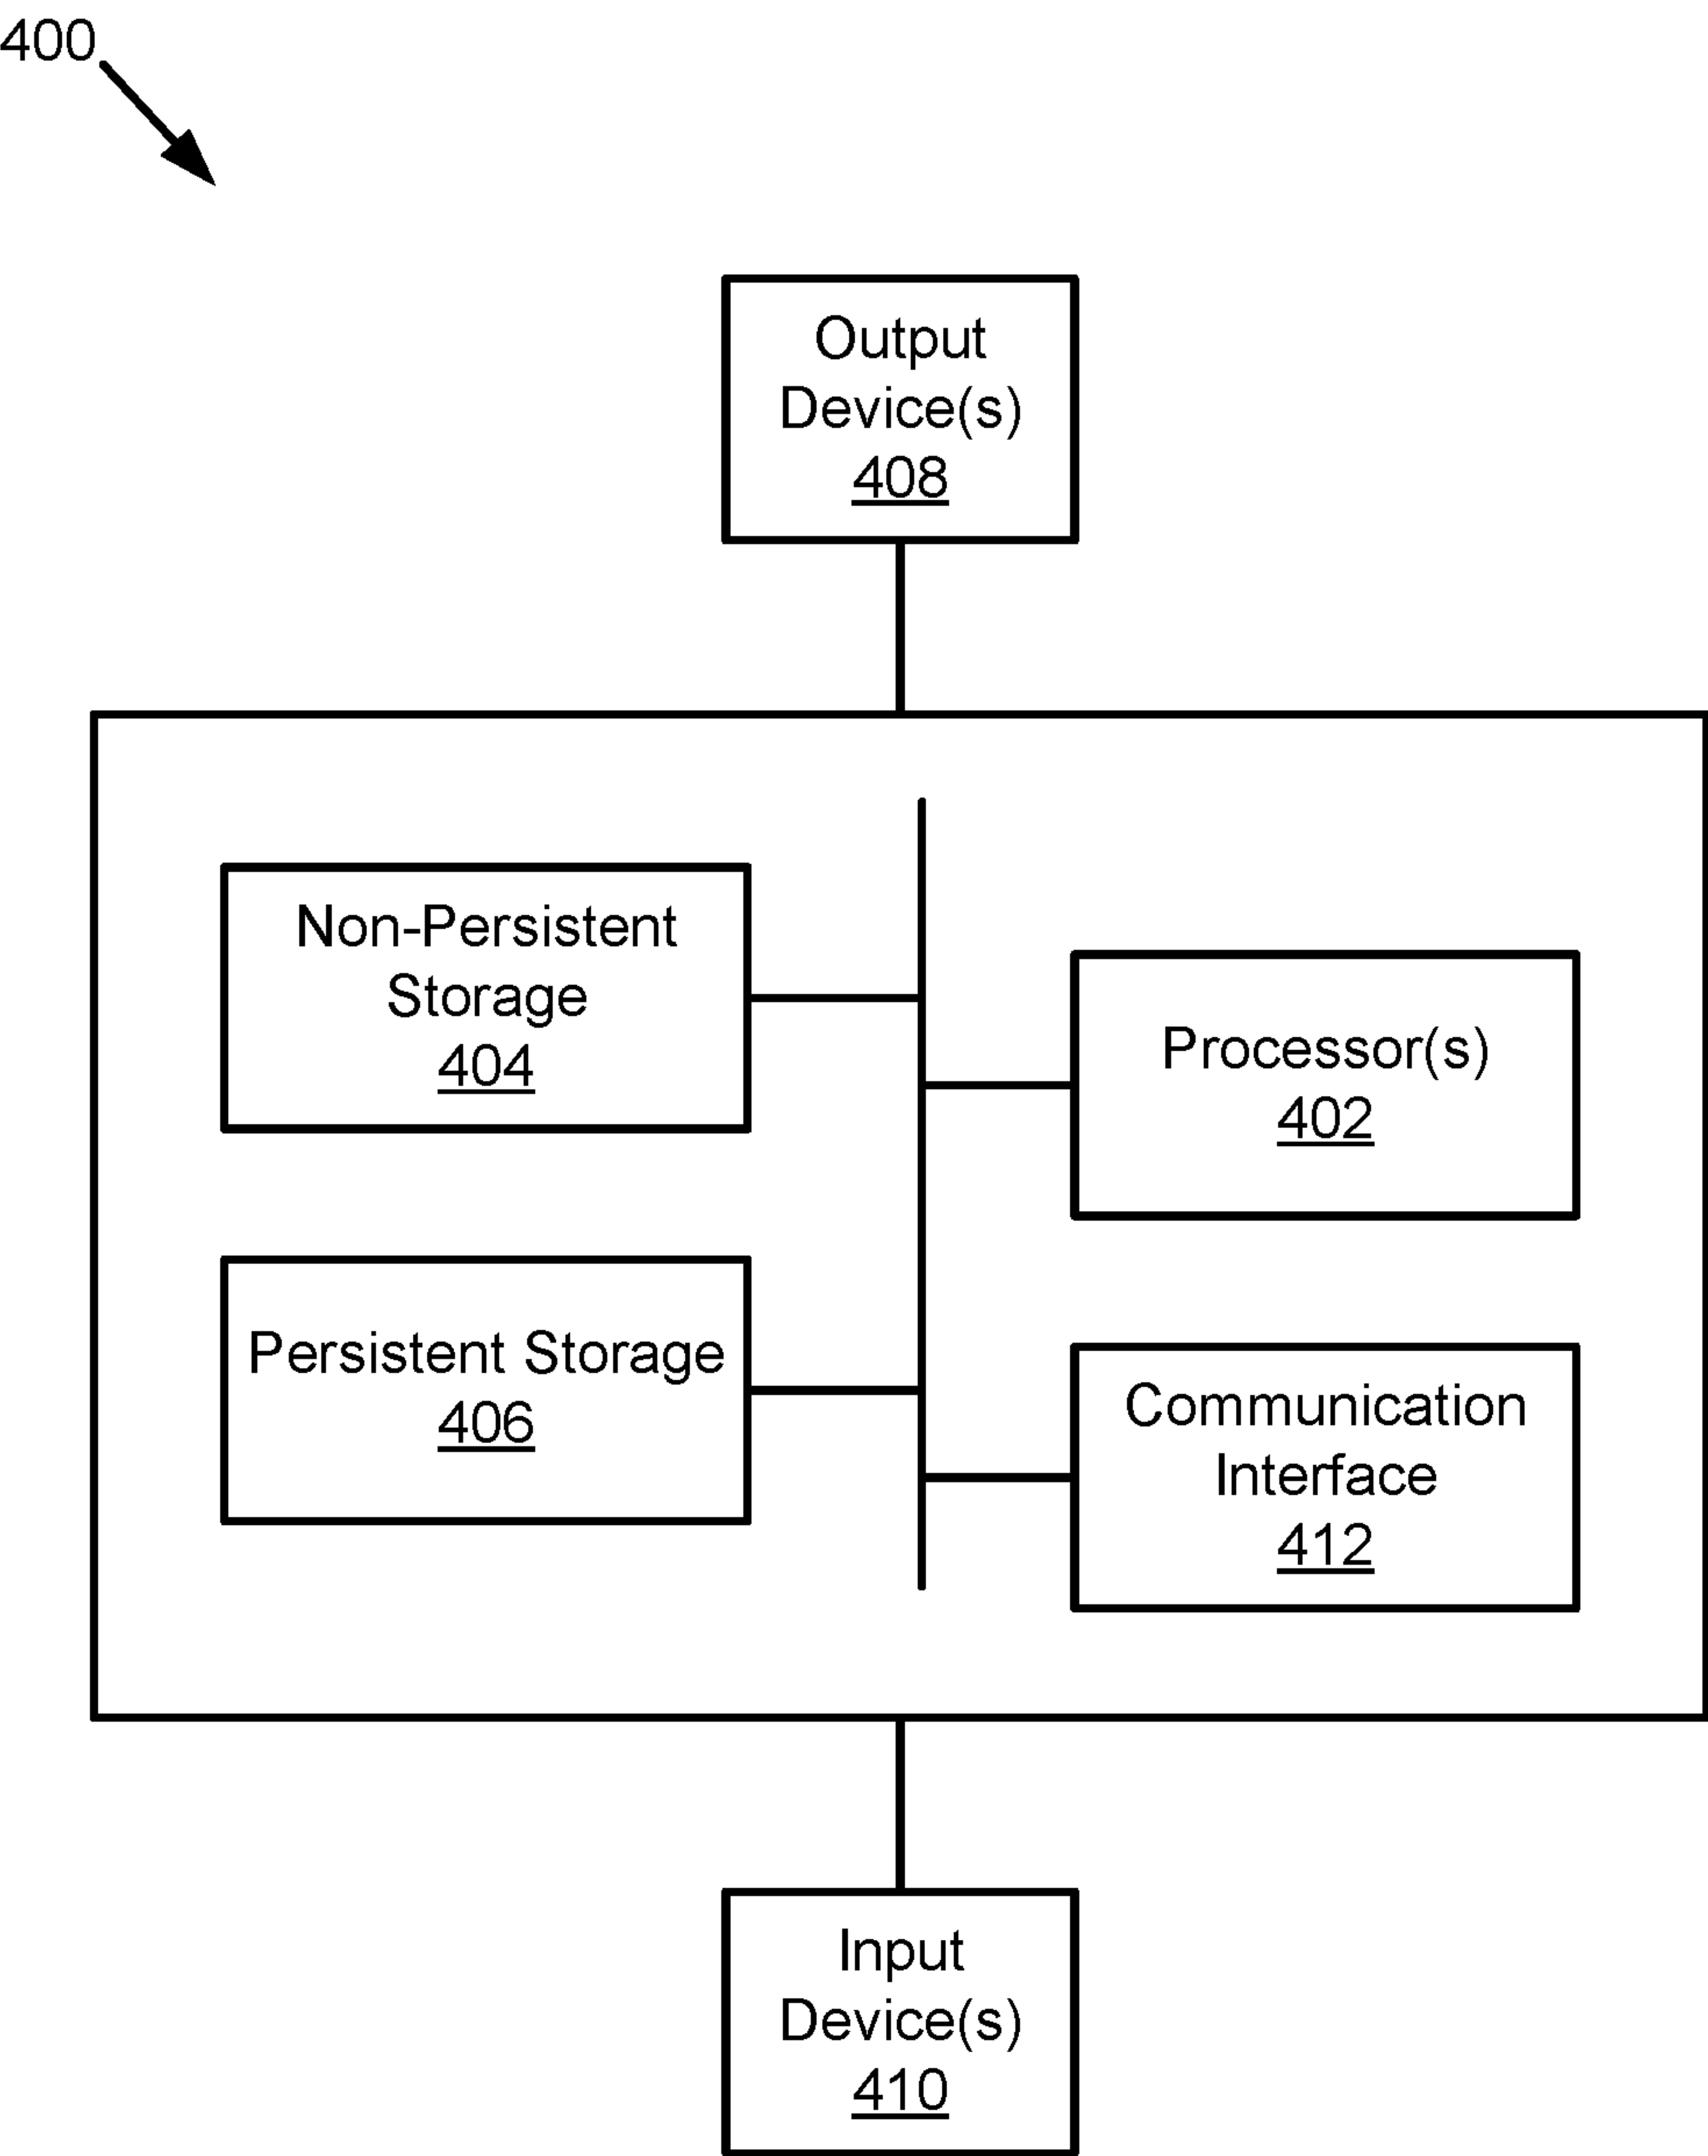 400
Output
Device(s)
408
Non-Persistent
Storage
404
Processor(s)
402
Persistent Storage
406
Communication
Interface
412
Input
Device(s)
410